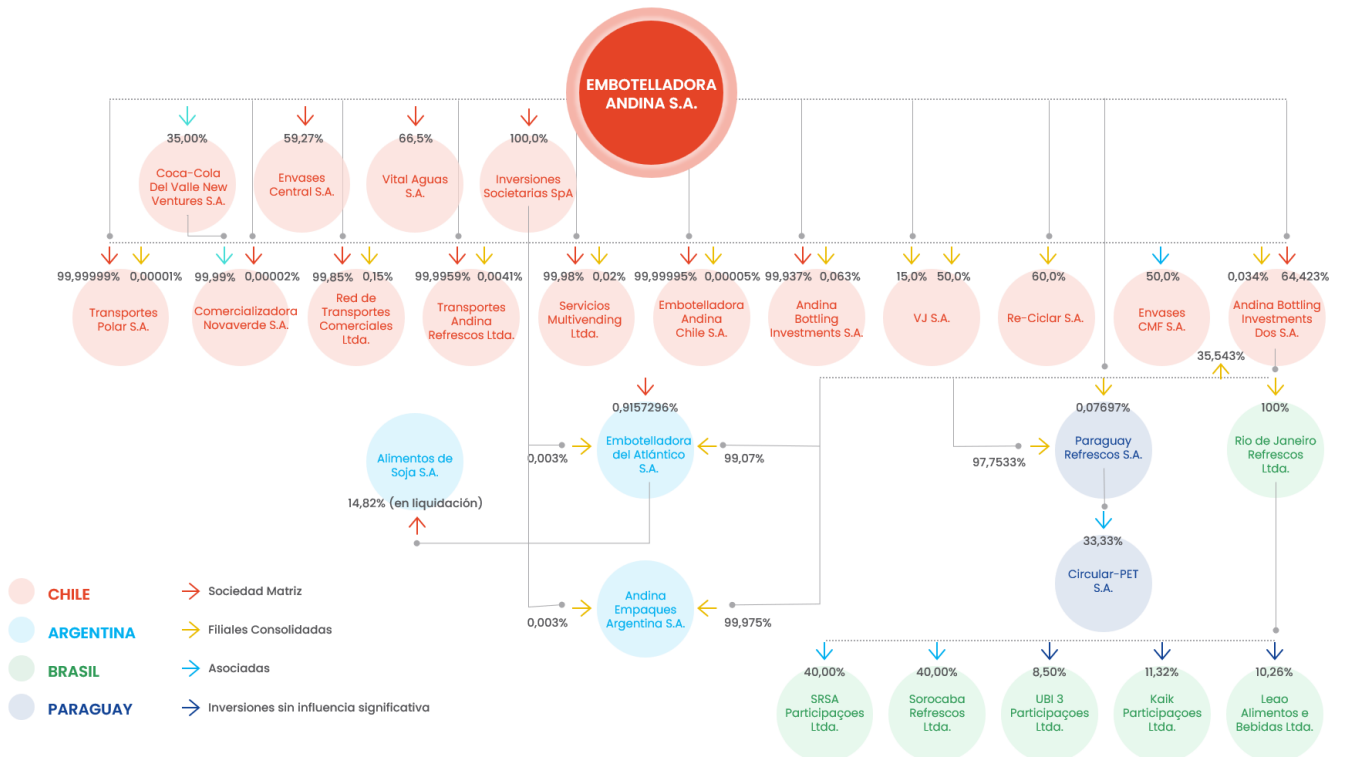 EMBOTELLADORA
ANDINA S.A.
35,00%
Coca-Cola
Del Valle New
Ventures S.A.
59,27%
Envases
Central S.A.
66,5%
Vital Aguas
S.A.
100,0%
Inversiones
Societarias SpA
99,99999%
0,00001%
Transportes
Polar S.A.
99,99%
0,00002%
Comercializadora
Novaverde S.A.
99,85%
0,15%
Red de
Transportes
Comerciales
Ltda.
99,9959%
0,0041%
Transportes
Andina
Refrescos Ltda.
99,98%
0,02%
Servicios
Multivending
Ltda.
99,99995%
0,00005%
Embotelladora
Andina
Chile S.A.
99,937%
0,063%
Andina
Bottling
Investments S.A.
15,0%
50,0%
VJ S.A.
60,0%
Re-Ciclar S.A.
50,0%
Envases
CMF S.A.
0,034%
64,423%
Andina Bottling
Investments
Dos S.A.
35,543%
0,9157296%
Embotelladora
del Atlántico
S.A.
0,003%
99,07%
Alimentos de
Soja S.A.
14,82% (en liquidación)
0,07697%
Paraguay
Refrescos S.A.
97,7533%
100%
Rio de Janeiro
Refrescos
Ltda.
33,33%
Circular-PET
S.A.
Andina
Empaques
Argentina S.A.
0,003%
99,975%
40,00%
SRSA
Participaçoes
Ltda.
40,00%
Sorocaba
Refrescos
Ltda.
8,50%
UBI 3
Participaçoes
Ltda.
11,32%
Kaik
Participaçoes
Ltda.
10,26%
Leao
Alimentos e
Bebidas Ltda.
CHILE
ARGENTINA
BRASIL
PARAGUAY
Sociedad Matriz
Filiales Consolidadas
Asociadas
Inversiones sin influencia significativa